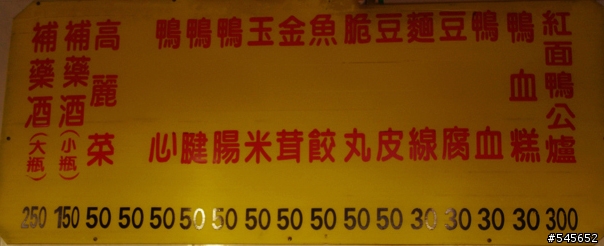 紅面鴨公爐 300
鴨血糕 30
鴨血 30
豆腐 30
麵線 30
豆皮 50
脆丸 50
魚餃 50
金茸 50
玉米 50
鴨腸 50
鴨腱 50
鴨心 50
50
高麗菜 50
補藥酒(小瓶) 150
補藥酒(大瓶) 250
#545652